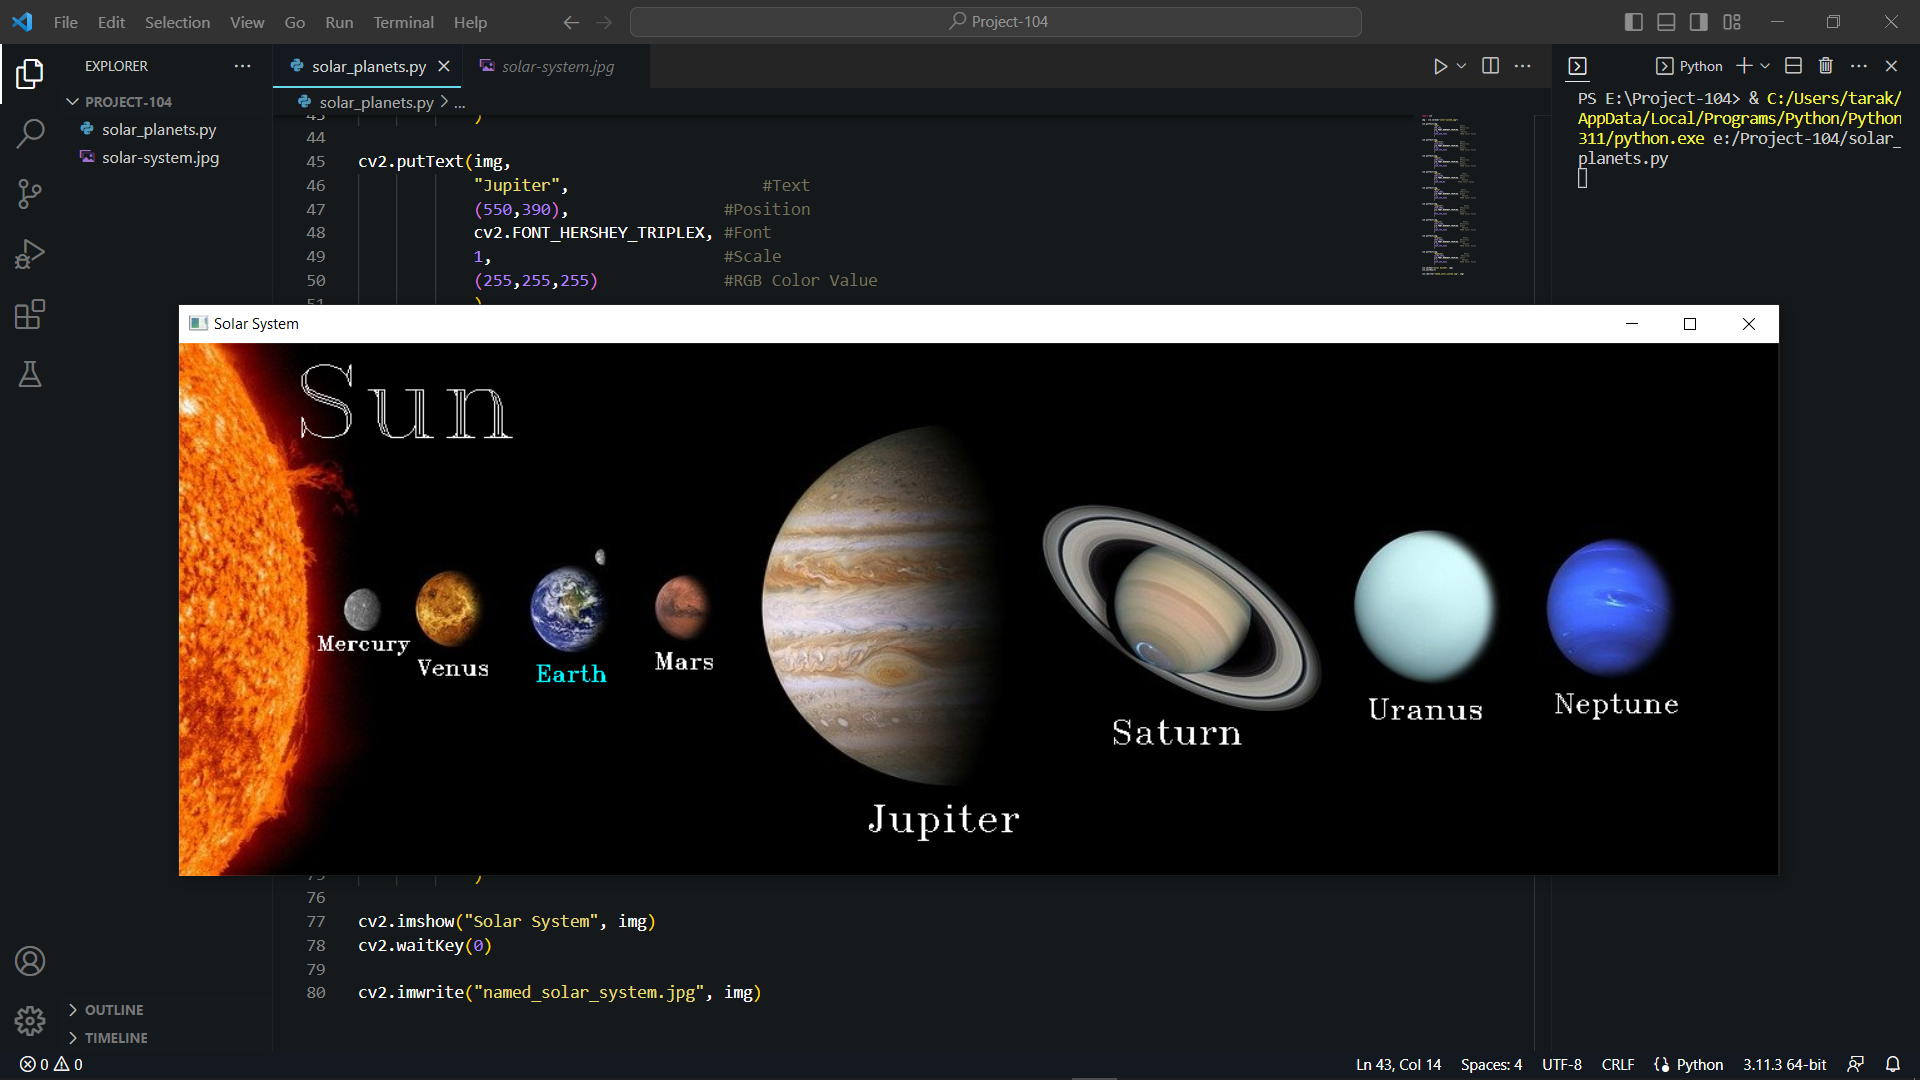 File Edit Selection View Go Run Terminal Help
Project-104
EXPLORER
PROJECT-104
solar_planets.py
solar-system.jpg
solar_planets.py
solar-system.jpg
solar_planets.py > ...
43 )
44
45 cv2.putText(img,
46 "Jupiter", #Text
47 (550,390), #Position
48 cv2.FONT_HERSHEY_TRIPLEX, #Font
49 1, #Scale
50 (255,255,255) #RGB Color Value
51 )
Python
PS E:\Project-104> & C:/Users/tarak/
AppData/Local/Programs/Python/Python
311/python.exe e:/Project-104/solar_
planets.py
Solar System
Sun
Mercury
Venus
Earth
Mars
Jupiter
Saturn
Uranus
Neptune
75 )
76
77 cv2.imshow("Solar System", img)
78 cv2.waitKey(0)
79
80 cv2.imwrite("named_solar_system.jpg", img)
OUTLINE
TIMELINE
0 0
Ln 43, Col 14 Spaces: 4 UTF-8 CRLF Python 3.11.3 64-bit